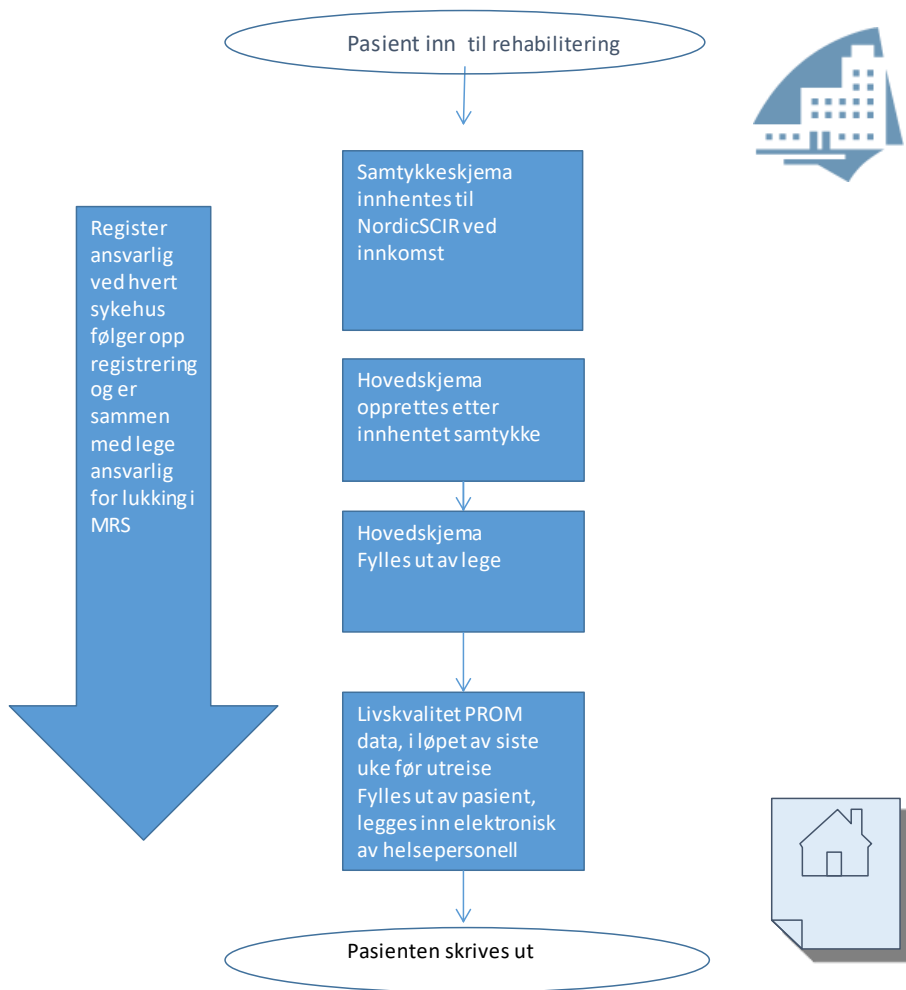 Pasient inn til rehabilitering
Samtykkeskjema
innhentes til
NordicSCIR ved
innkomst
Register
ansvarlig
ved hvert
sykehus
følger opp
registrering
og er
sammen
med lege
ansvarlig
for lukking i
MRS
Hovedskjema
opprettes etter
innhentet samtykke
Hovedskjema
Fylles ut av lege
Livskvalitet PROM
data, i løpet av siste
uke før utreise
Fylles ut av pasient,
legges inn elektronisk
av helsepersonell
Pasienten skrives ut